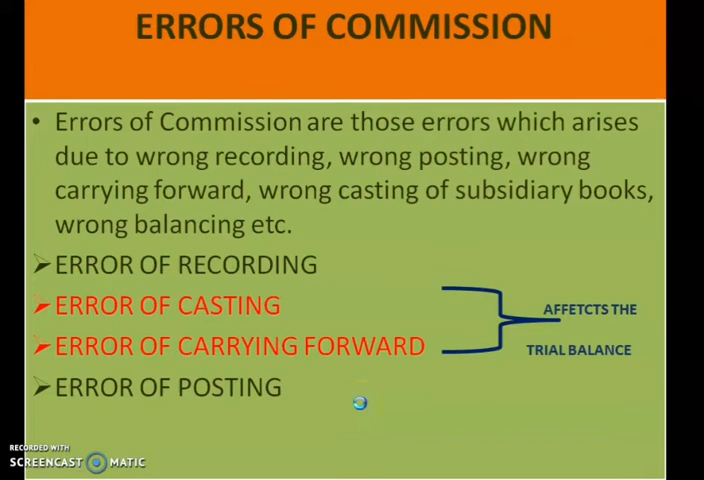 ERRORS OF COMMISSION
• Errors of Commission are those errors which arises
due to wrong recording, wrong posting, wrong
carrying forward, wrong casting of subsidiary books,
wrong balancing etc.
ERROR OF RECORDING
ERROR OF CASTING
AFFETCTS THE
ERROR OF CARRYING FORWARD
TRIAL BALANCE
ERROR OF POSTING
RECORDED WITH
SCREENCAST MATIC